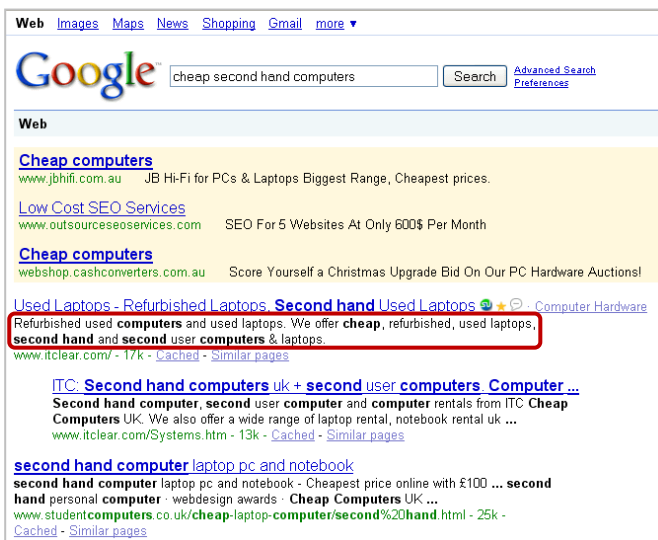 Web Images Maps News Shopping Gmail more ▼
Google™ cheap second hand computers Search Advanced Search
Preferences
Web
Cheap computers
www.jbhifi.com.au JB Hi-Fi for PCs & Laptops Biggest Range, Cheapest prices.
Low Cost SEO Services
www.outsourceseoservices.com SEO For 5 Websites At Only 600$ Per Month
Cheap computers
webshop.cashconverters.com.au Score Yourself a Christmas Upgrade Bid On Our PC Hardware Auctions!
Used Laptops - Refurbished Laptops, Second hand Used Laptops · Computer Hardware
Refurbished used computers and used laptops. We offer cheap, refurbished, used laptops,
second hand and second user computers & laptops.
www.itclear.com/ - 17k - Cached - Similar pages
ITC: Second hand computers uk + second user computers. Computer ...
Second hand computer, second user computer and computer rentals from ITC Cheap
Computers UK. We also offer a wide range of laptop rental, notebook rental uk ...
www.itclear.com/Systems.htm - 13k - Cached - Similar pages
second hand computer laptop pc and notebook
second hand computer laptop pc and notebook - Cheapest price online with £100 ... second
hand personal computer · webdesign awards · Cheap Computers UK ...
www.studentcomputers.co.uk/cheap-laptop-computer/second%20hand.html - 25k -
Cached - Similar pages